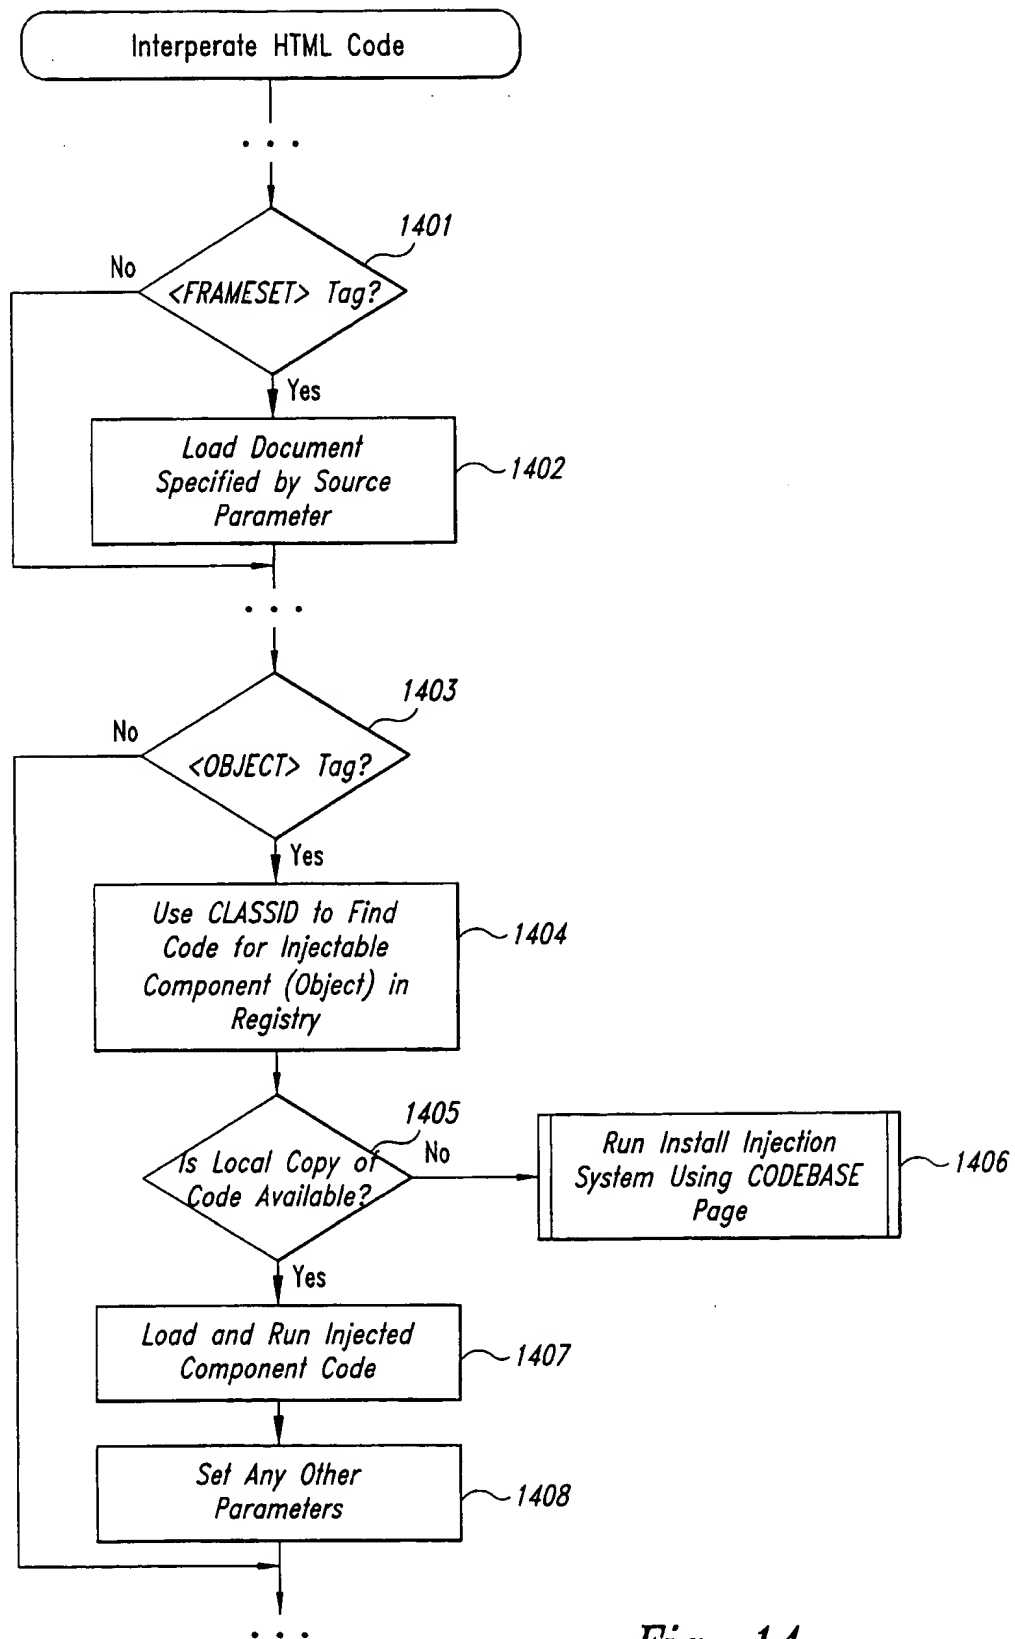 Interperate HTML Code
. . .
1401
No
<FRAMESET> Tag?
Yes
Load Document
Specified by Source
Parameter
1402
. . .
1403
No
<OBJECT> Tag?
Yes
Use CLASSID to Find
Code for Injectable
Component (Object) in
Registry
1404
1405
Is Local Copy of
Code Available?
No
Run Install Injection
System Using CODEBASE
Page
1406
Yes
Load and Run Injected
Component Code
1407
Set Any Other
Parameters
1408
. . .
Fig. 14